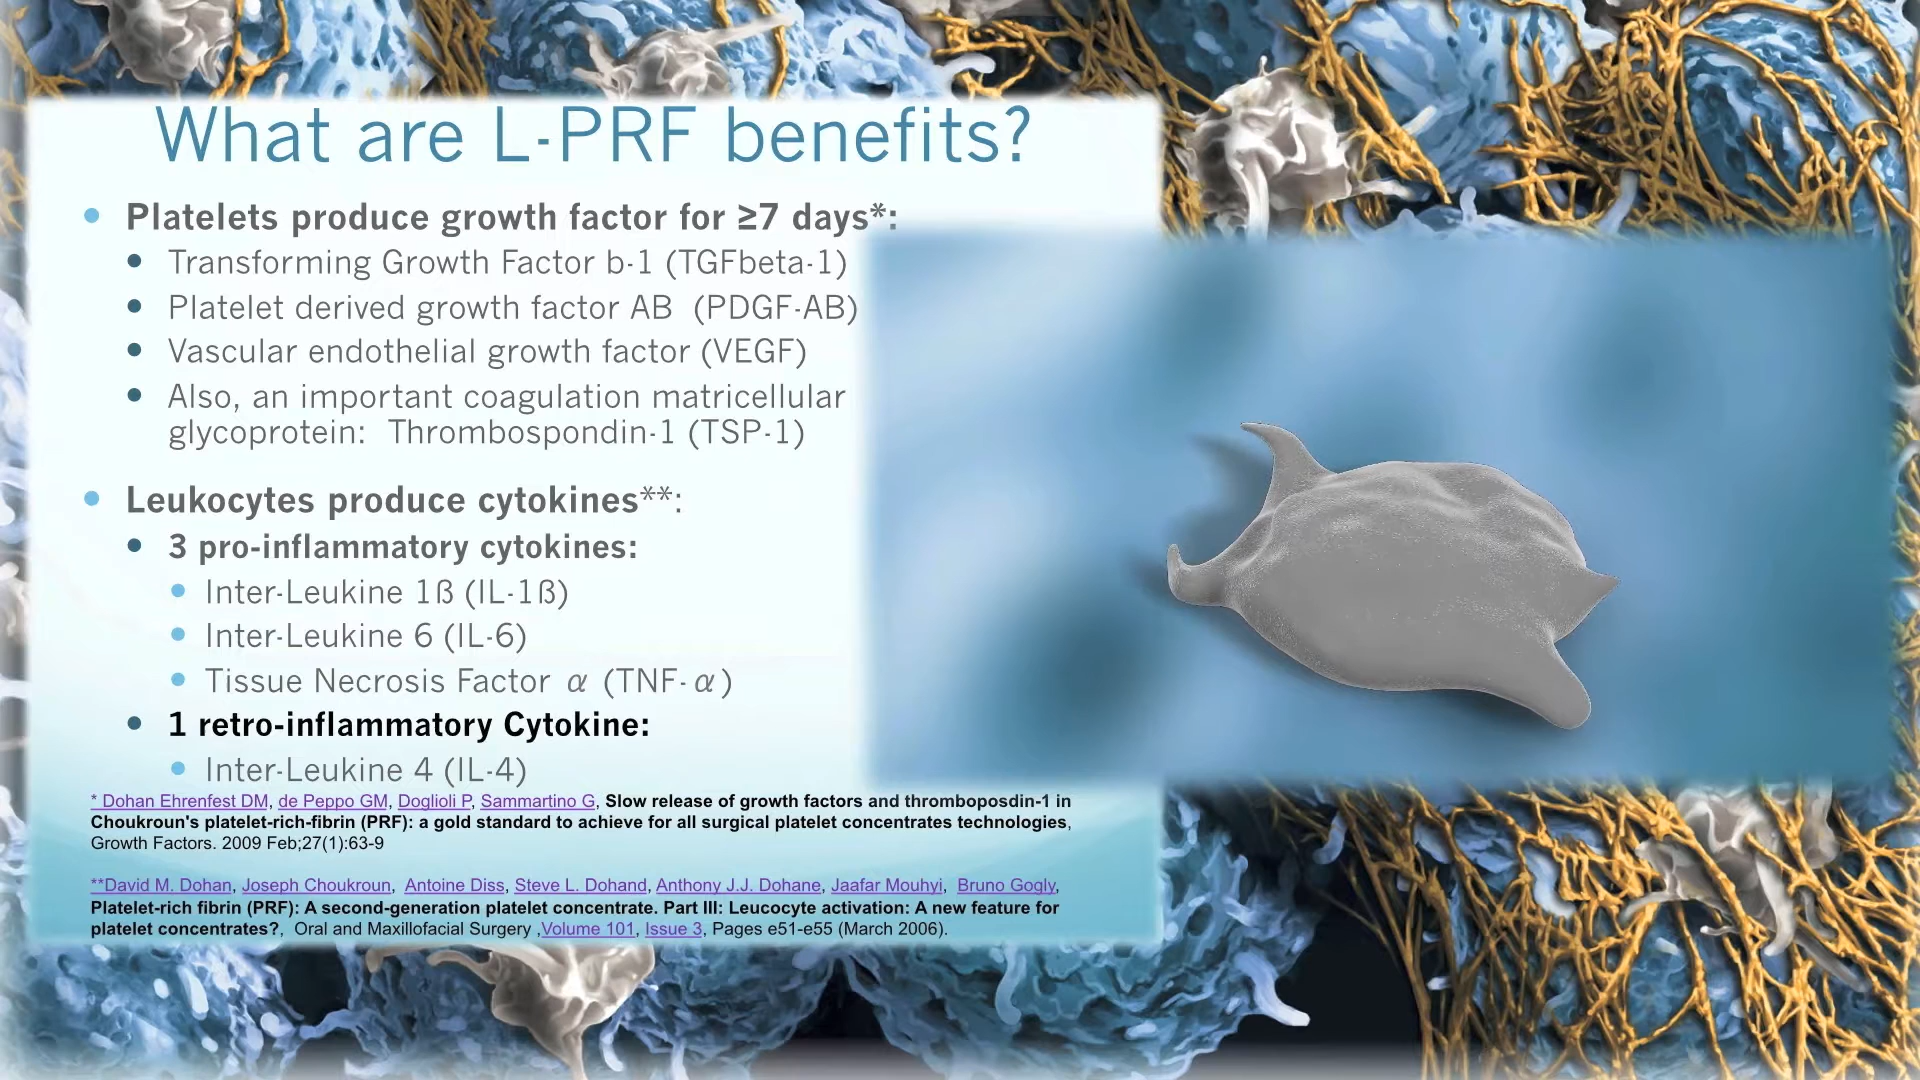 What are L-PRF benefits?
Platelets produce growth factor for ≥7 days*:
Transforming Growth Factor b-1 (TGFbeta-1)
Platelet derived growth factor AB  (PDGF-AB)
Vascular endothelial growth factor (VEGF)
Also, an important coagulation matricellular
glycoprotein:  Thrombospondin-1 (TSP-1)
Leukocytes produce cytokines**:
3 pro-inflammatory cytokines:
Inter-Leukine 1ß (IL-1ß)
Inter-Leukine 6 (IL-6)
Tissue Necrosis Factor α (TNF-α)
1 retro-inflammatory Cytokine:
Inter-Leukine 4 (IL-4)
* Dohan Ehrenfest DM, de Peppo GM, Doglioli P, Sammartino G, Slow release of growth factors and thromboposdin-1 in
Choukroun's platelet-rich-fibrin (PRF): a gold standard to achieve for all surgical platelet concentrates technologies,
Growth Factors. 2009 Feb;27(1):63-9
**David M. Dohan, Joseph Choukroun,  Antoine Diss, Steve L. Dohand, Anthony J.J. Dohane, Jaafar Mouhyi,  Bruno Gogly,
Platelet-rich fibrin (PRF): A second-generation platelet concentrate. Part III: Leucocyte activation: A new feature for
platelet concentrates?,  Oral and Maxillofacial Surgery ,Volume 101, Issue 3, Pages e51-e55 (March 2006).